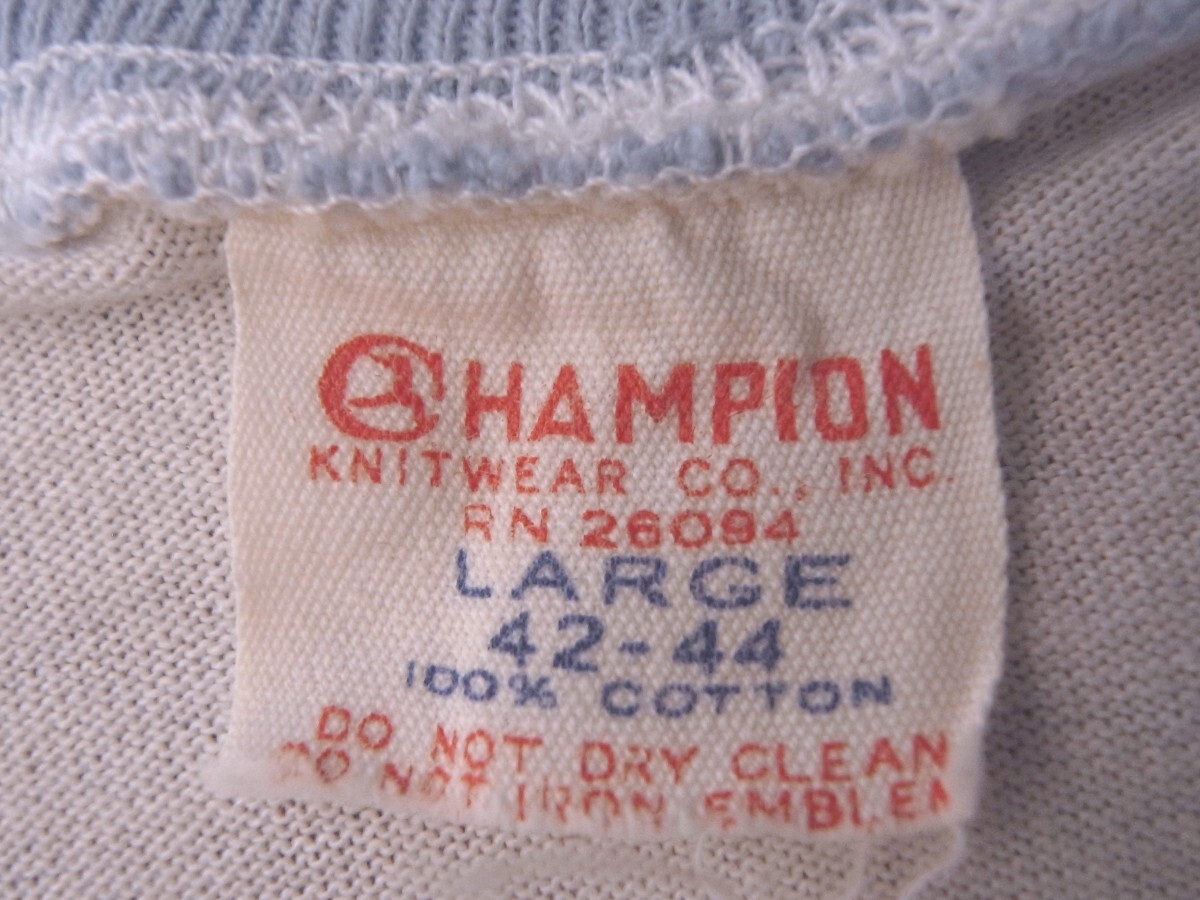 CHAMPION
KNITWEAR CO., INC.
RN 26094
LARGE
42-44
100% COTTON
DO NOT DRY CLEAN
DO NOT IRON EMBLEM